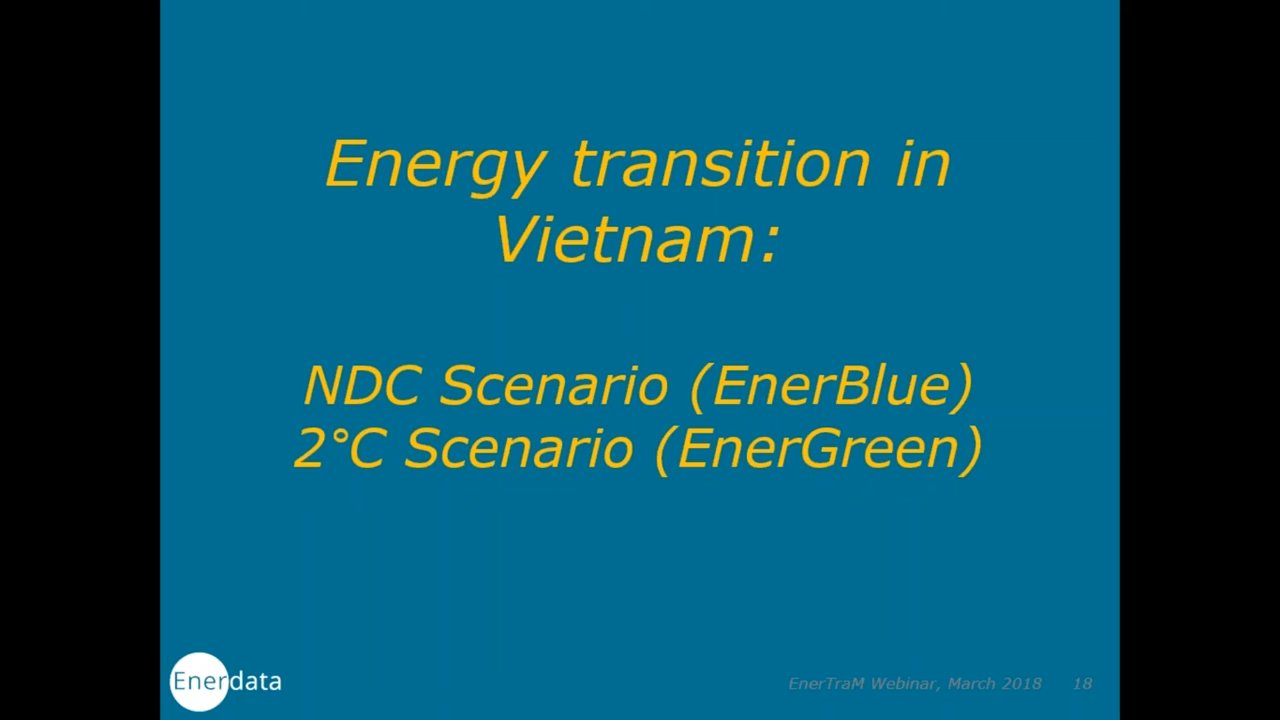 Energy transition in
Vietnam:
NDC Scenario (EnerBlue)
2°C Scenario (EnerGreen)
Enerdata
EnerTraM Webinar, March 2018 18